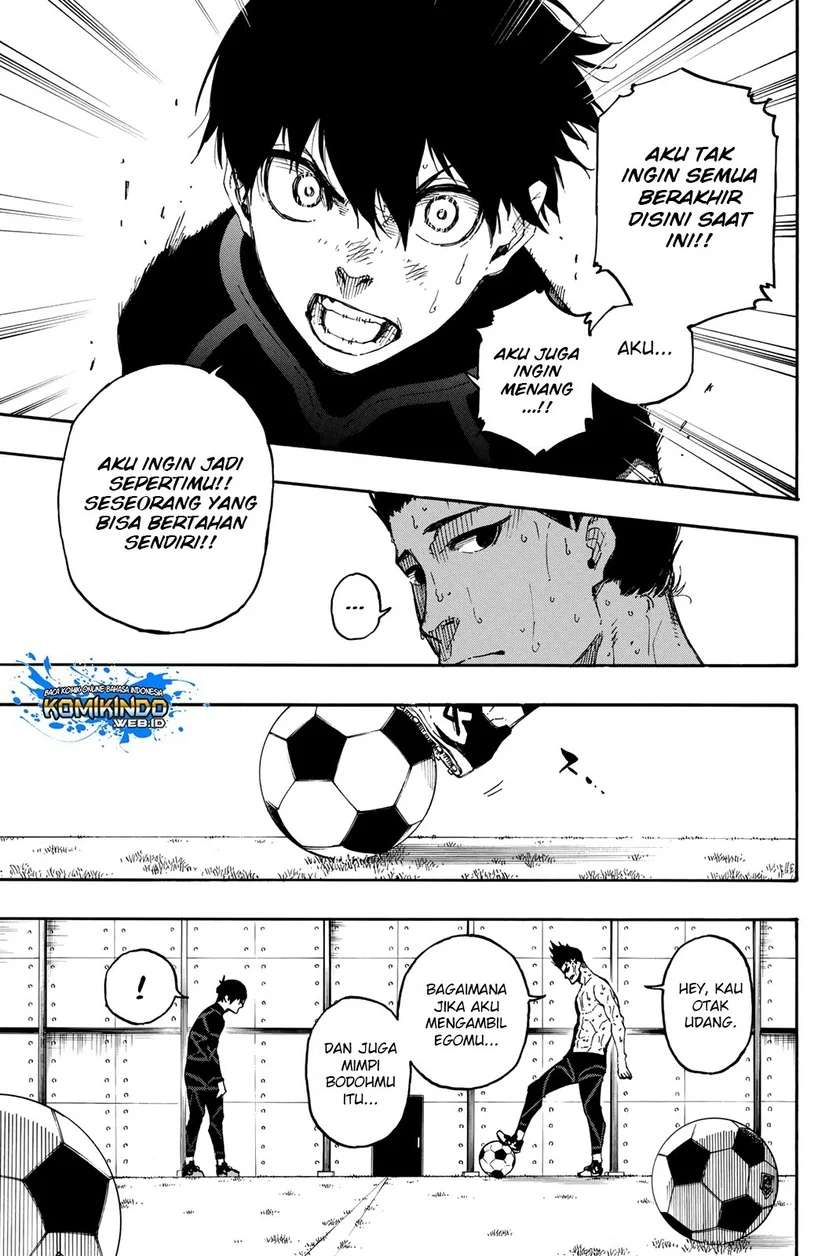 AKU TAK
INGIN SEMUA
BERAKHIR
DISINI SAAT
INI!!
AKU...
AKU JUGA
INGIN
MENANG
...!!
AKU INGIN JADI
SEPERTIMU!!
SESEORANG YANG
BISA BERTAHAN
SENDIRI!!
...
BACA KOMIK ONLINE BAHASA INDONESIA
KOMIKINDO
WEB.ID
ス
HEY, KAU
OTAK
UDANG.
BAGAIMANA
JIKA AKU
MENGAMBIL
EGOMU...
DAN JUGA
MIMPI
BODOHMU
ITU...
!